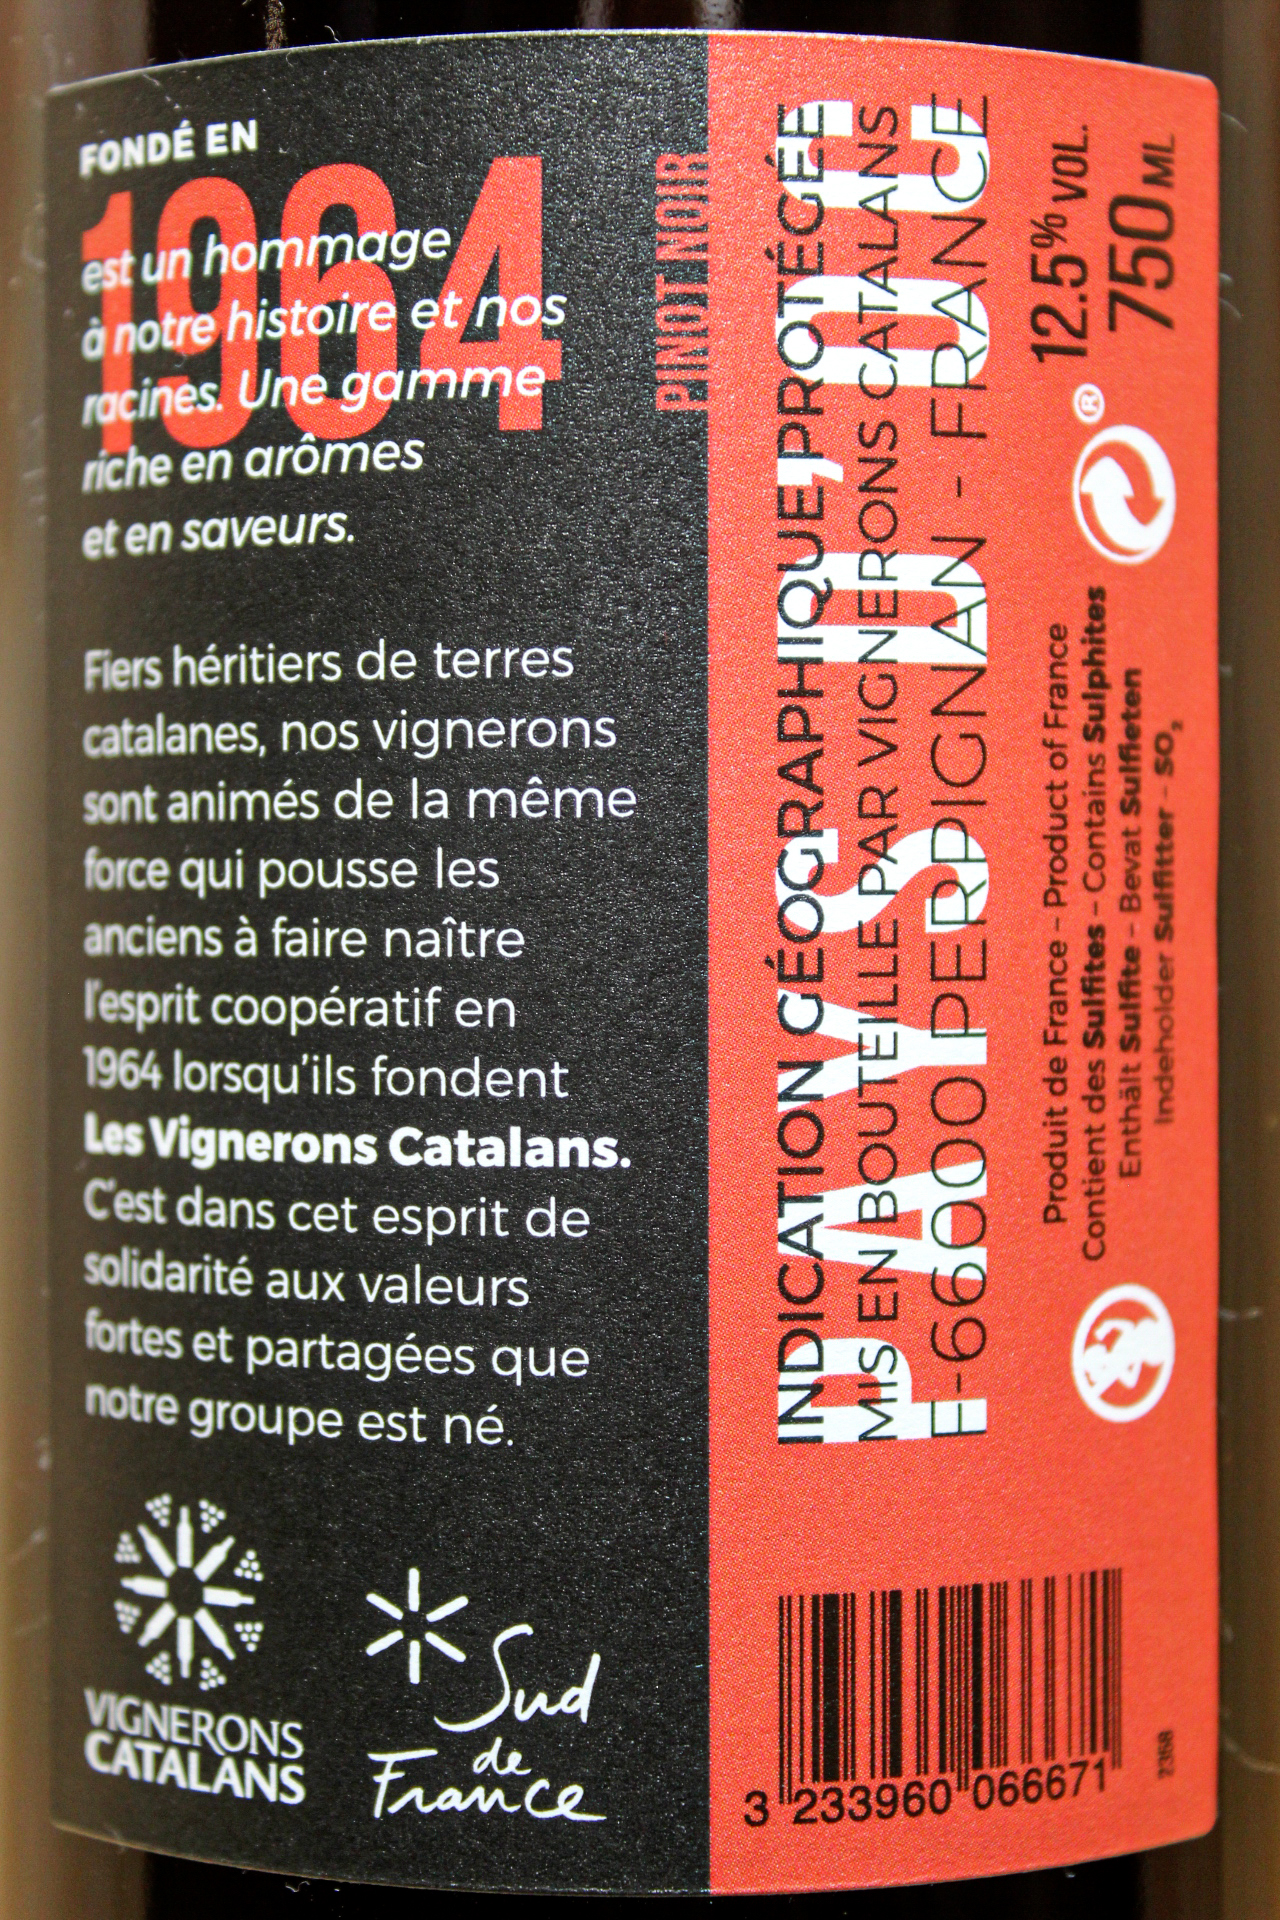 FONDÉ EN
1964
est un hommage
à notre histoire et nos
racines. Une gamme
riche en arômes
et en saveurs.
Fiers héritiers de terres
catalanes, nos vignerons
sont animés de la même
force qui pousse les
anciens à faire naître
l'esprit coopératif en
1964 lorsqu'ils fondent
Les Vignerons Catalans.
C'est dans cet esprit de
solidarité aux valeurs
fortes et partagées que
notre groupe est né.
VIGNERONS
CATALANS
Sud
de
France
PINOT NOIR
PAYS D'OC
INDICATION GÉOGRAPHIQUE PROTÉGÉE
MIS EN BOUTEILLE PAR VIGNERONS CATALANS
F-66000 PERPIGNAN - FRANCE
12.5% VOL.
750 ML
®
Produit de France - Product of France
Contient des Sulfites - Contains Sulphites
Enthält Sulfite - Bevat Sulfieten
Indeholder Sulfitter - SO₂
3 233960 066671
2358